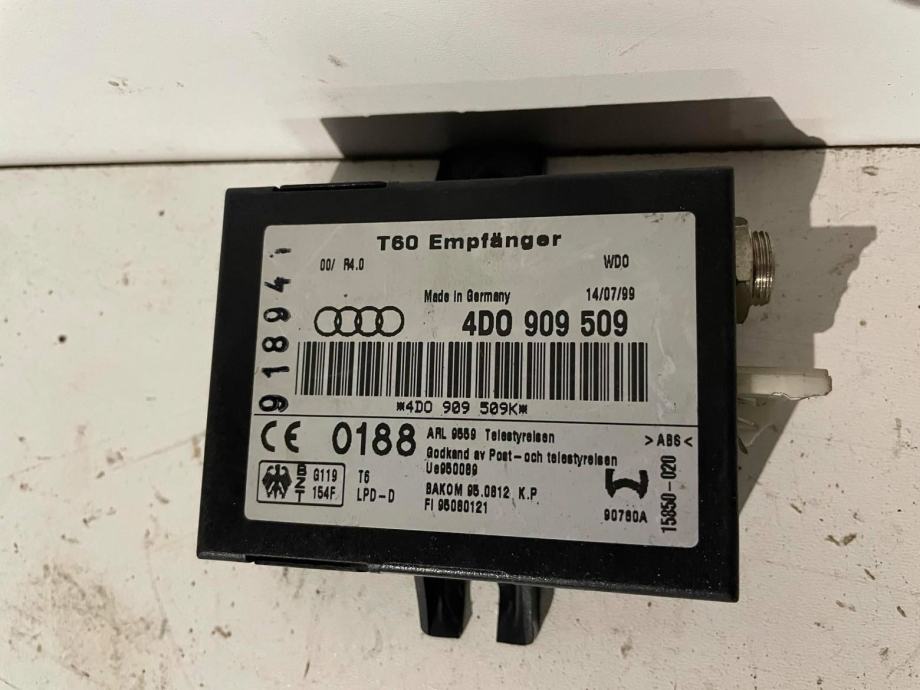 T60 Empfänger
00/ R4.0 WD0
Made in Germany 14/07/99
4D0 909 509
*4D0 909 509K*
918941
CE 0188
ARL 9559 Telestyrelsen
Godkand av Post-och telestyrelsen
Ue950089
BZT G119 154F
T6
LPD-D
BAKOM 95.0812 K.P
FI 95080121
>ABS<
90760A
15850-020